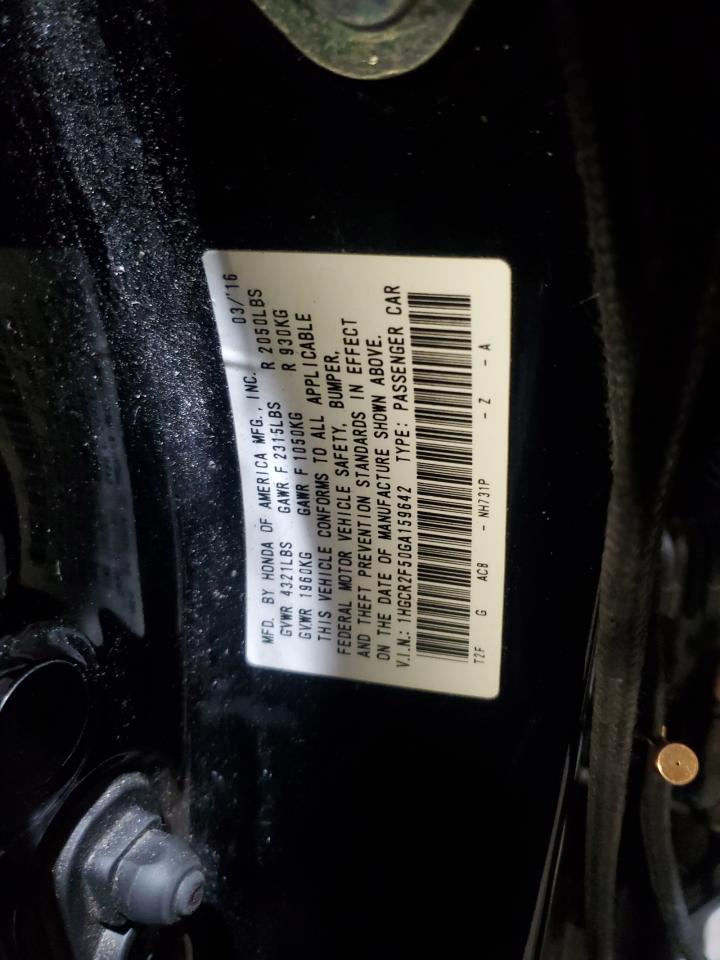 MFD. BY HONDA OF AMERICA MFG., INC. 03/'16
GVWR 4321LBS GAWR F 2315LBS R 2050LBS
GVWR 1960KG GAWR F 1050KG R 930KG
THIS VEHICLE CONFORMS TO ALL APPLICABLE
FEDERAL MOTOR VEHICLE SAFETY, BUMPER,
AND THEFT PREVENTION STANDARDS IN EFFECT
ON THE DATE OF MANUFACTURE SHOWN ABOVE.
V.I.N.: 1HGCR2F50GA159642 TYPE: PASSENGER CAR
T2F G AC8 - NH731P - Z - A